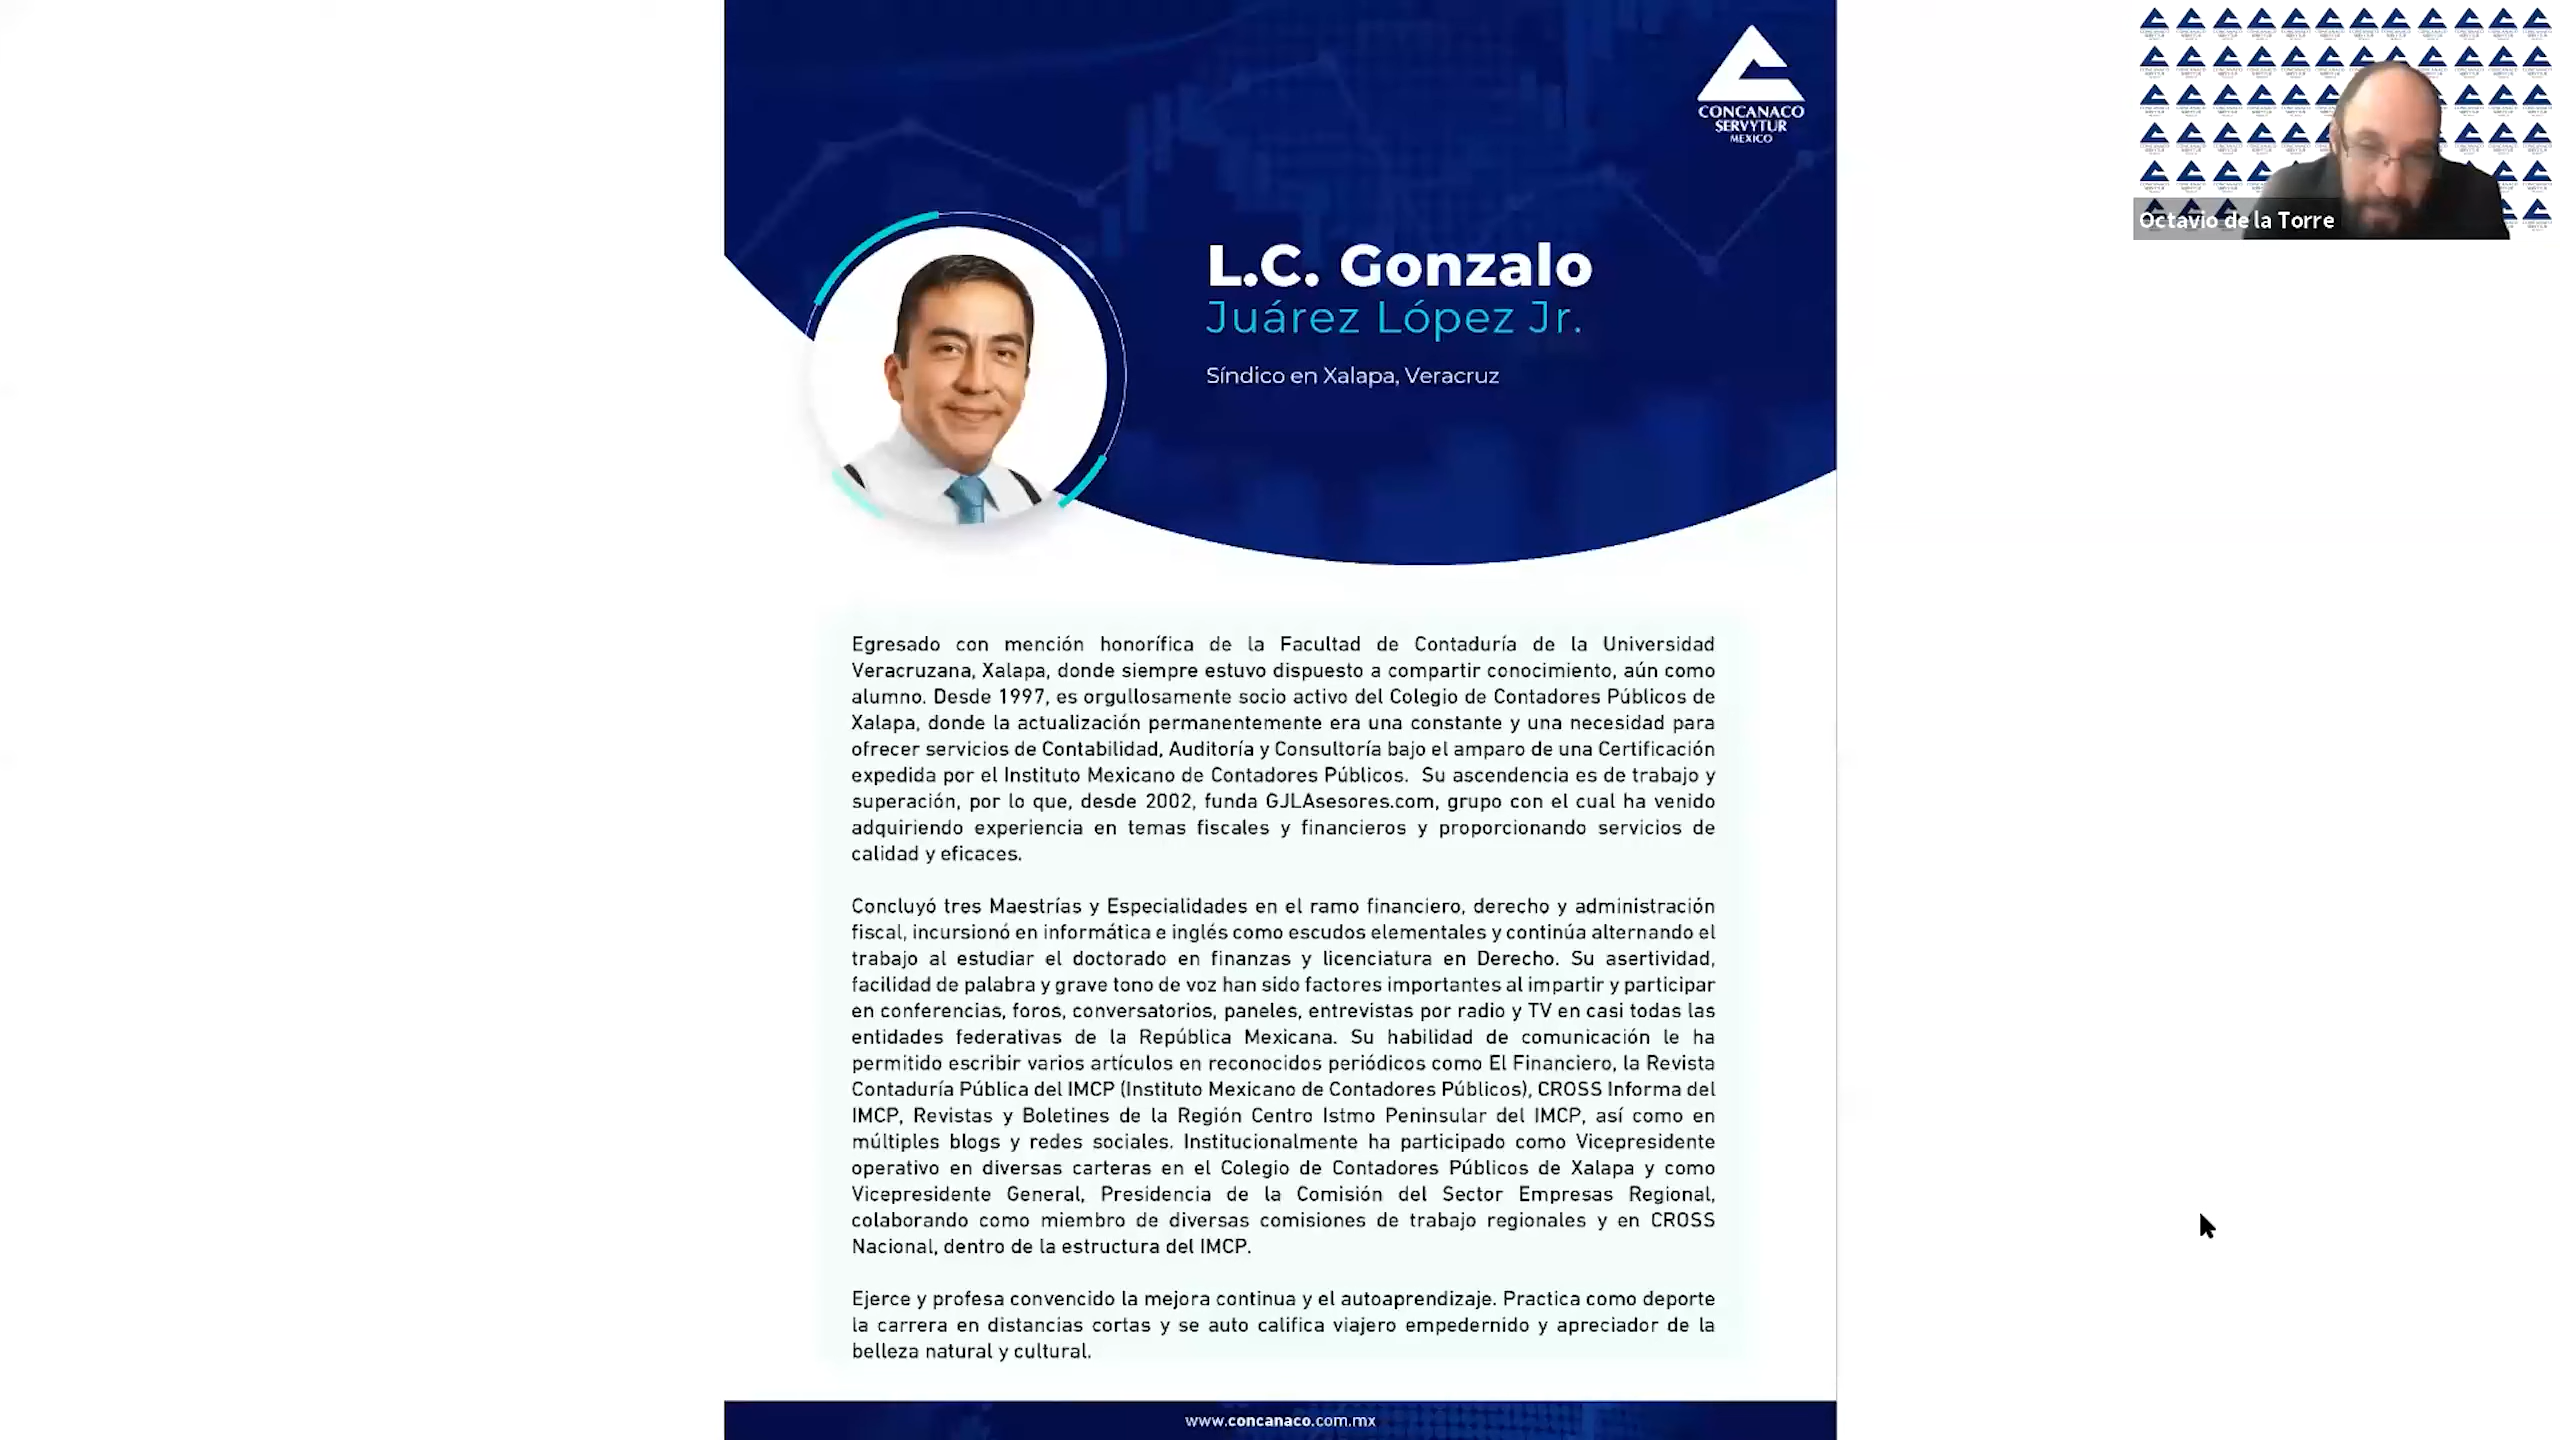 CONCANACO
SERVYTUR
MEXICO
Octavio de la Torre
L.C. Gonzalo
Juárez López Jr.
Síndico en Xalapa, Veracruz
Egresado con mención honorífica de la Facultad de Contaduría de la Universidad
Veracruzana, Xalapa, donde siempre estuvo dispuesto a compartir conocimiento, aún como
alumno. Desde 1997, es orgullosamente socio activo del Colegio de Contadores Públicos de
Xalapa, donde la actualización permanentemente era una constante y una necesidad para
ofrecer servicios de Contabilidad, Auditoría y Consultoría bajo el amparo de una Certificación
expedida por el Instituto Mexicano de Contadores Públicos. Su ascendencia es de trabajo y
superación, por lo que, desde 2002, funda GJLAsesores.com, grupo con el cual ha venido
adquiriendo experiencia en temas fiscales y financieros y proporcionando servicios de
calidad y eficaces.
Concluyó tres Maestrías y Especialidades en el ramo financiero, derecho y administración
fiscal, incursionó en informática e inglés como escudos elementales y continúa alternando el
trabajo al estudiar el doctorado en finanzas y licenciatura en Derecho. Su asertividad,
facilidad de palabra y grave tono de voz han sido factores importantes al impartir y participar
en conferencias, foros, conversatorios, paneles, entrevistas por radio y TV en casi todas las
entidades federativas de la República Mexicana. Su habilidad de comunicación le ha
permitido escribir varios artículos en reconocidos periódicos como El Financiero, la Revista
Contaduría Pública del IMCP (Instituto Mexicano de Contadores Públicos), CROSS Informa del
IMCP, Revistas y Boletines de la Región Centro Istmo Peninsular del IMCP, así como en
múltiples blogs y redes sociales. Institucionalmente ha participado como Vicepresidente
operativo en diversas carteras en el Colegio de Contadores Públicos de Xalapa y como
Vicepresidente General, Presidencia de la Comisión del Sector Empresas Regional,
colaborando como miembro de diversas comisiones de trabajo regionales y en CROSS
Nacional, dentro de la estructura del IMCP.
Ejerce y profesa convencido la mejora continua y el autoaprendizaje. Practica como deporte
la carrera en distancias cortas y se auto califica viajero empedernido y apreciador de la
belleza natural y cultural.
www.concanaco.com.mx